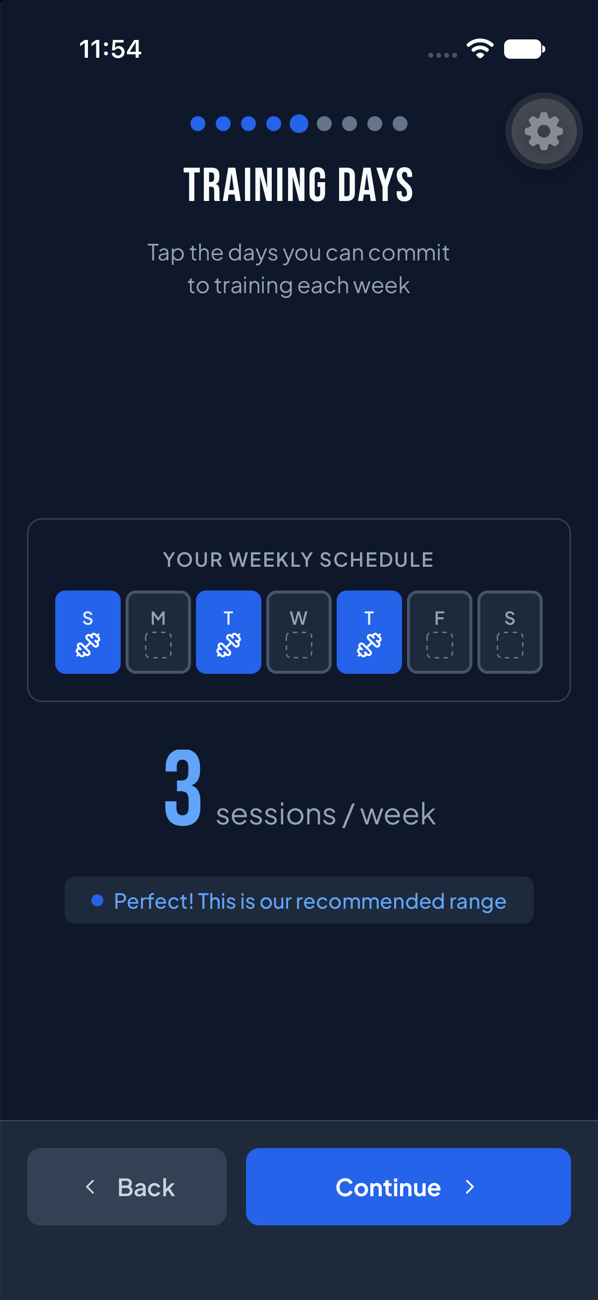 11:54
TRAINING DAYS
Tap the days you can commit
to training each week
YOUR WEEKLY SCHEDULE
S M T W T F S
3 sessions / week
Perfect! This is our recommended range
Back Continue